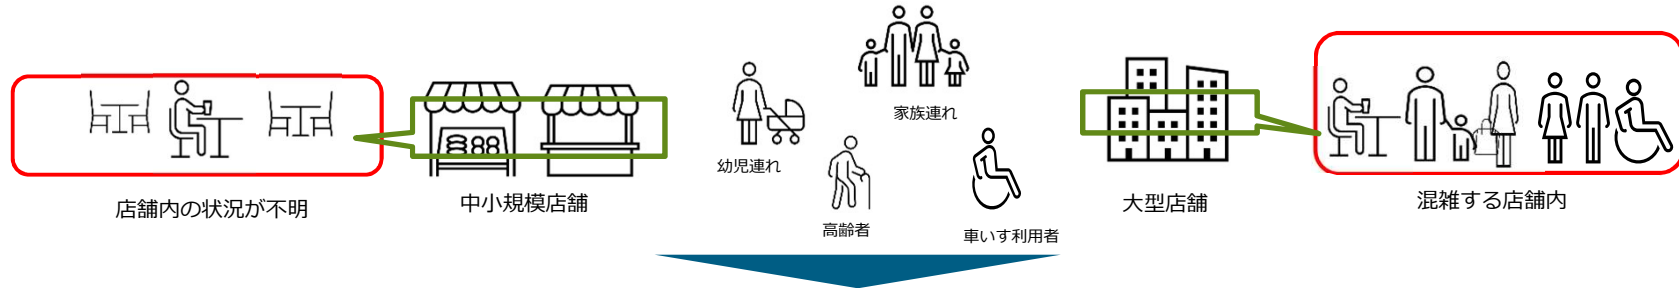 家族連れ
幼児連れ
店舗内の状況が不明
中小規模店舗
高齢者
車いす利用者
大型店舗
混雑する店舗内